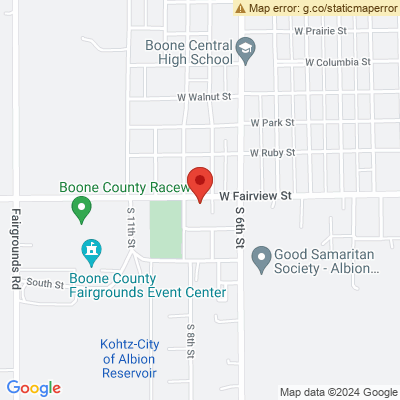 Map error: g.co/staticmaperror
W Prairie St
Boone Central
High School
W Columbia St
W Walnut St
W Park St
W Ruby St
Boone County Racew
W Fairview St
Fairgrounds Rd
S 11th St
S 6th St
Boone County
Fairgrounds Event Center
South St
Good Samaritan
Society - Albion...
S 8th St
Kohtz-City
of Albion
Reservoir
Google
Map data ©2024 Google